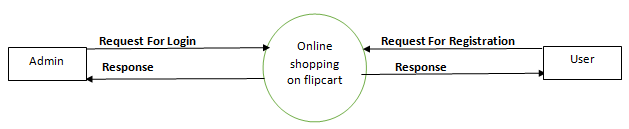 Request For Login
Admin
Response
Online
shopping
on flipcart
Request For Registration
Response
User